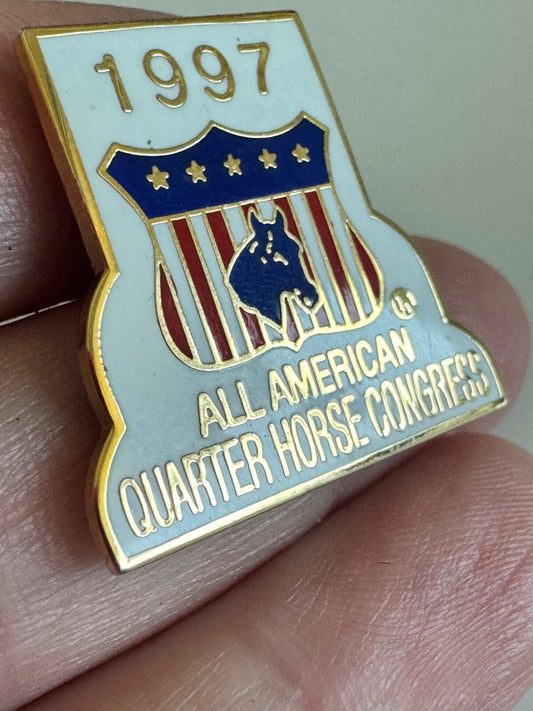 1997
®
ALL AMERICAN
QUARTER HORSE CONGRESS